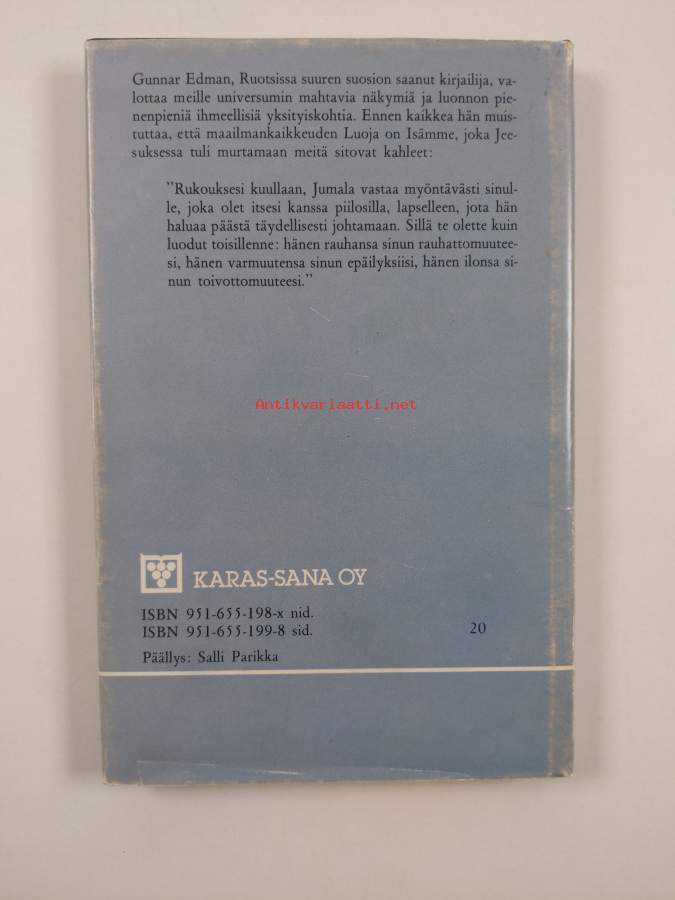 Gunnar Edman, Ruotsissa suuren suosion saanut kirjailija, va-
lottaa meille universumin mahtavia näkymiä ja luonnon pie-
nenpieniä ihmeellisiä yksityiskohtia. Ennen kaikkea hän muis-
tuttaa, että maailmankaikkeuden Luoja on Isämme, joka Jee-
suksessa tuli murtamaan meitä sitovat kahleet:
"Rukouksesi kuullaan, Jumala vastaa myöntävästi sinul-
le, joka olet itsesi kanssa piilosilla, lapselleen, jota hän
haluaa päästä täydellisesti johtamaan. Sillä te olette kuin
luodut toisillenne: hänen rauhansa sinun rauhattomuutee-
si, hänen varmuutensa sinun epäilyksiisi, hänen ilonsa si-
nun toivottomuuteesi."
Antikvariaatti.net
KARAS-SANA OY
ISBN 951-655-198-x nid.
ISBN 951-655-199-8 sid.
20
Päällys: Salli Parikka